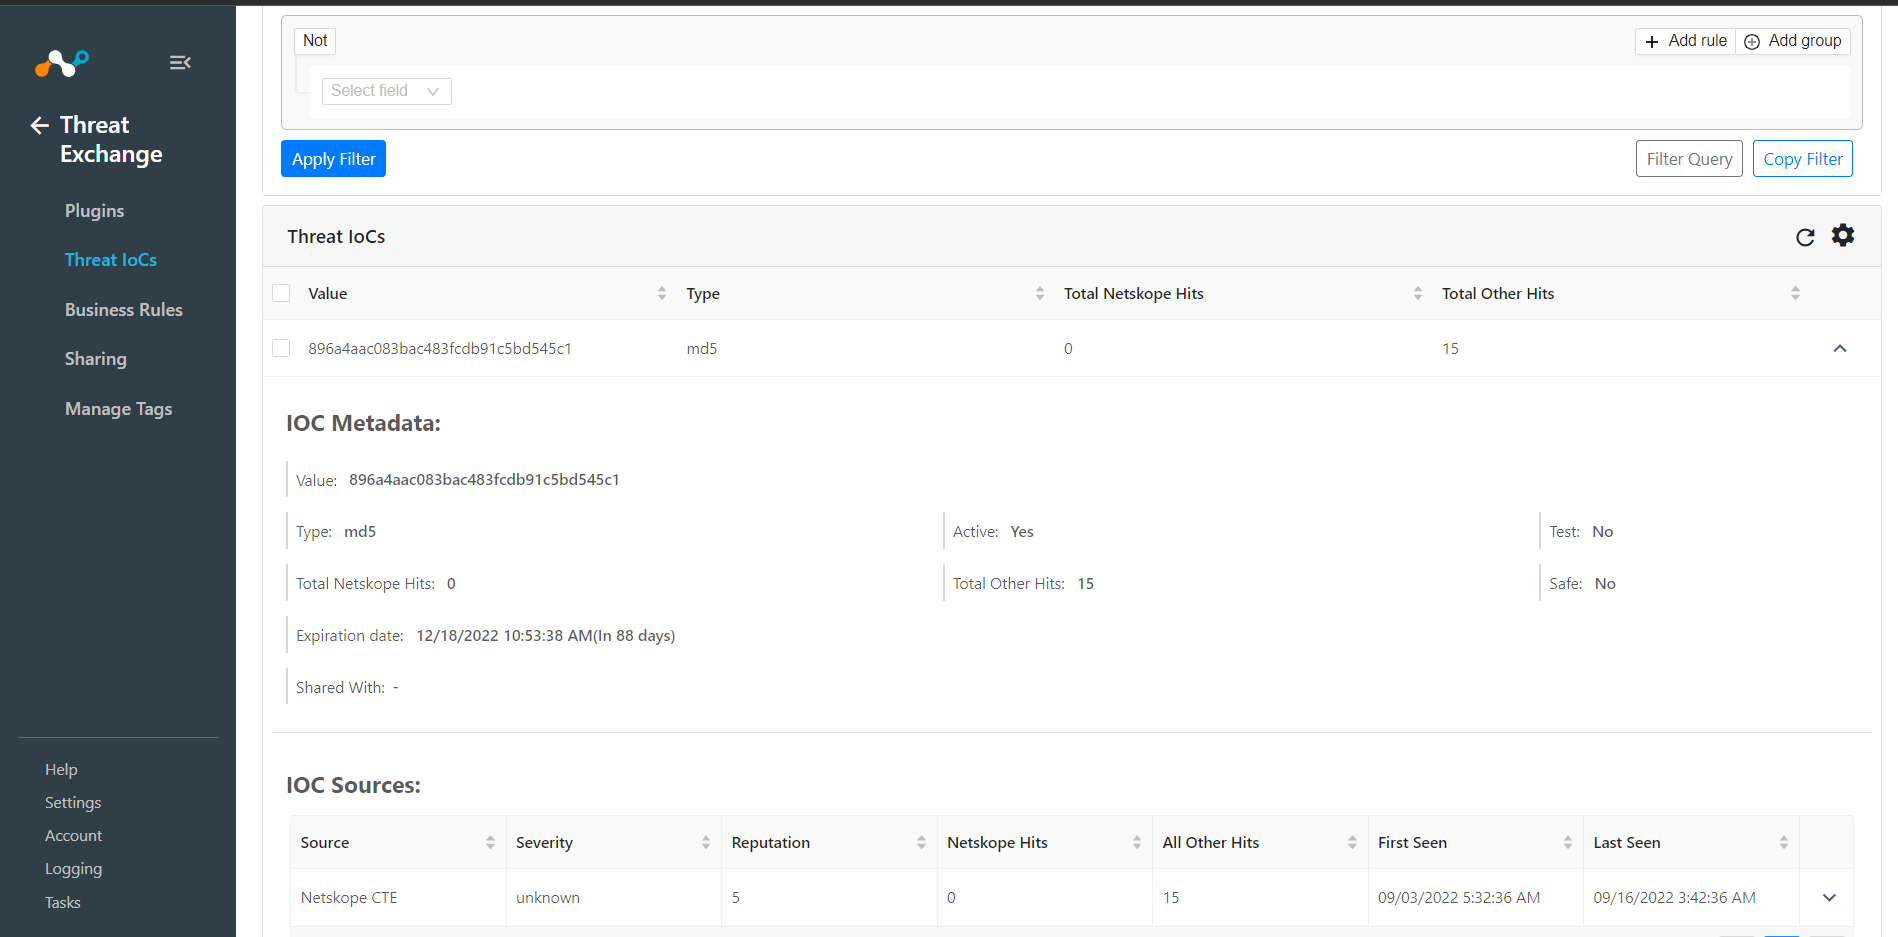 Threat
Exchange
Plugins
Threat IoCs
Business Rules
Sharing
Manage Tags
Help
Settings
Account
Logging
Tasks
Not
Add rule
Add group
Select field
Apply Filter
Filter Query
Copy Filter
Threat IoCs
Value Type Total Netskope Hits Total Other Hits
896a4aac083bac483fcdb91c5bd545c1 md5 0 15
IOC Metadata:
Value: 896a4aac083bac483fcdb91c5bd545c1
Type: md5 Active: Yes Test: No
Total Netskope Hits: 0 Total Other Hits: 15 Safe: No
Expiration date: 12/18/2022 10:53:38 AM(In 88 days)
Shared With: -
IOC Sources:
Source Severity Reputation Netskope Hits All Other Hits First Seen Last Seen
Netskope CTE unknown 5 0 15 09/03/2022 5:32:36 AM 09/16/2022 3:42:36 AM